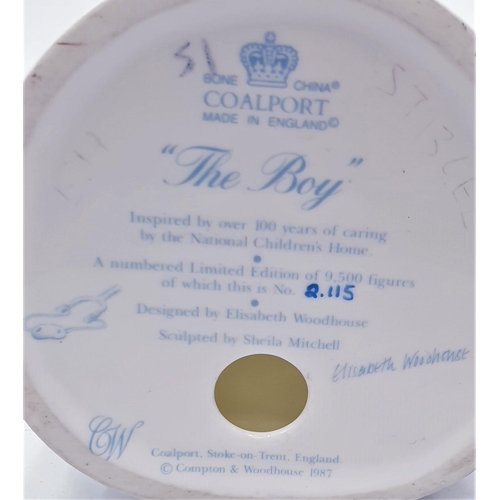 51
BONE CHINA®
COALPORT
MADE IN ENGLAND©
"The Boy"
Inspired by over 100 years of caring
by the National Children's Home.
A numbered Limited Edition of 9,500 figures
of which this is No. 2.115
Designed by Elisabeth Woodhouse
Sculpted by Sheila Mitchell
Elisabeth Woodhouse
CW
Coalport, Stoke-on-Trent, England.
© Compton & Woodhouse 1987